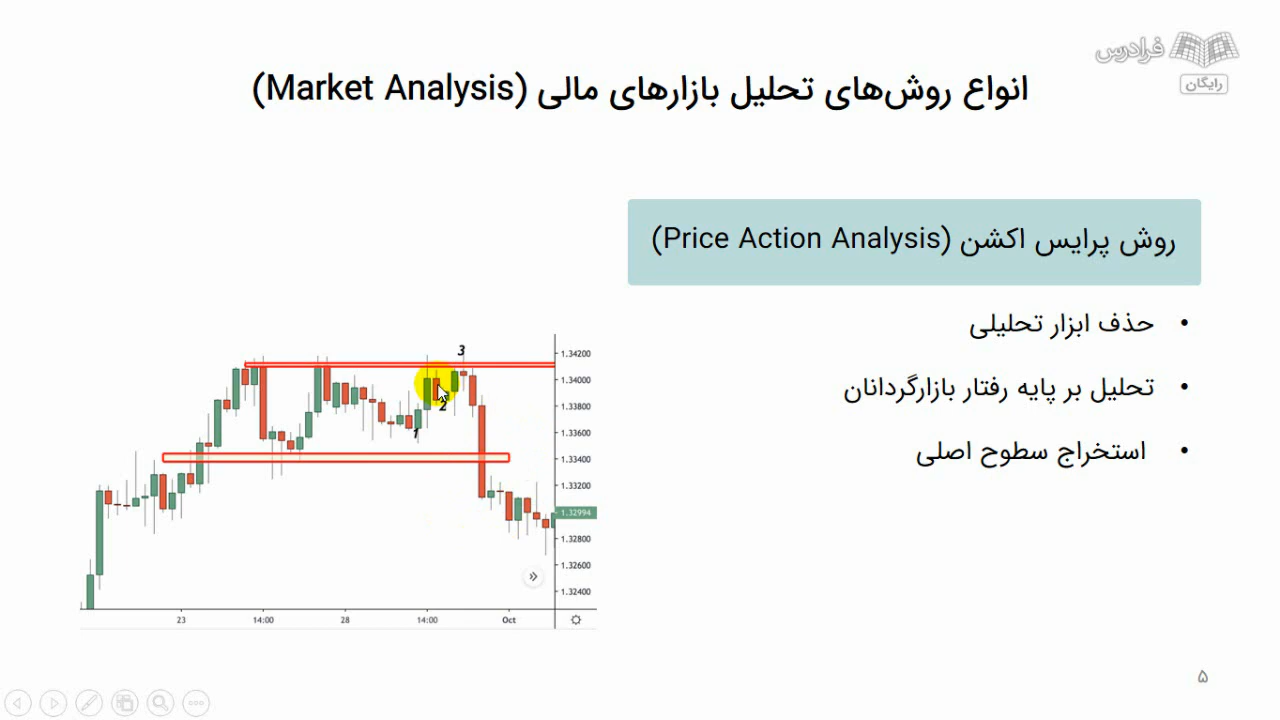 فرادرس
رایگان
انواع روش‌های تحلیل بازارهای مالی (Market Analysis)
روش پرایس اکشن (Price Action Analysis)
• حذف ابزار تحلیلی
• تحلیل بر پایه رفتار بازارگردانان
• استخراج سطوح اصلی
3
2
1
1.34200
1.34000
1.33800
1.33600
1.33400
1.33200
1.32994
1.32800
1.32600
1.32400
23 14:00 28 14:00 Oct
۵